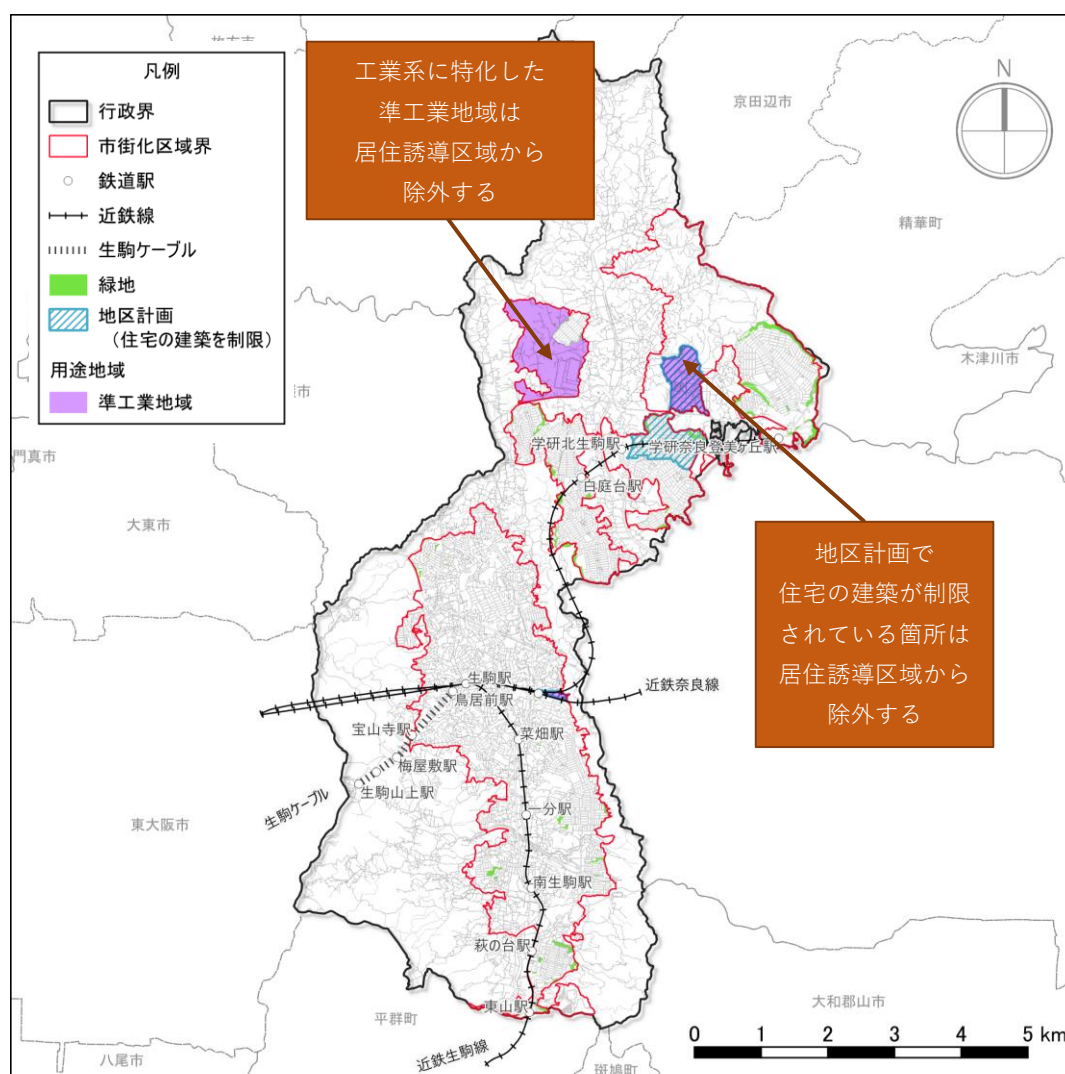 凡例
行政界
市街化区域界
鉄道駅
近鉄線
生駒ケーブル
緑地
地区計画
（住宅の建築を制限）
用途地域
準工業地域
工業系に特化した
準工業地域は
居住誘導区域から
除外する
N
京田辺市
精華町
木津川市
門真市
大東市
学研北生駒駅
学研奈良登美ケ丘駅
白庭台駅
地区計画で
住宅の建築が制限
されている箇所は
居住誘導区域から
除外する
生駒駅
鳥居前駅
近鉄奈良線
宝山寺駅
菜畑駅
梅屋敷駅
生駒山上駅
生駒ケーブル
一分駅
東大阪市
南生駒駅
萩の台駅
東山駅
平群町
大和郡山市
近鉄生駒線
八尾市
斑鳩町
0 1 2 3 4 5 km